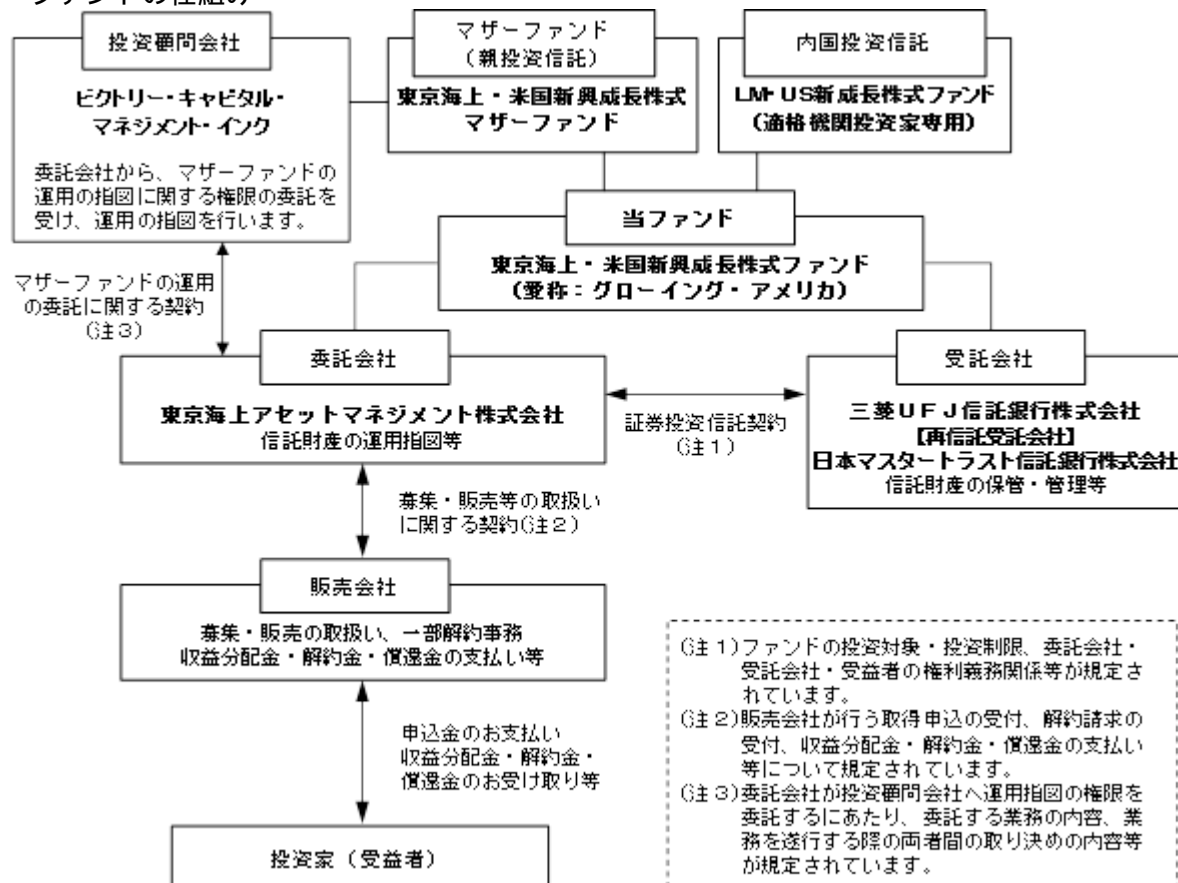 ファンドの仕組み
投資顧問会社
ビクトリー・キャピタル・
マネジメント・インク
委託会社から、マザーファンドの
運用の指図に関する権限の委託を
受け、運用の指図を行います。
マザーファンド
（親投資信託）
東京海上・米国新興成長株式
マザーファンド
内国投資信託
LM・US新成長株式ファンド
（適格機関投資家専用）
当ファンド
東京海上・米国新興成長株式ファンド
（愛称：グローイング・アメリカ）
マザーファンドの運用
の委託に関する契約
（注３）
委託会社
東京海上アセットマネジメント株式会社
信託財産の運用指図等
証券投資信託契約
（注１）
受託会社
三菱ＵＦＪ信託銀行株式会社
【再信託受託会社】
日本マスタートラスト信託銀行株式会社
信託財産の保管・管理等
募集・販売等の取扱い
に関する契約（注２）
販売会社
募集・販売の取扱い、一部解約事務
収益分配金・解約金・償還金の支払い等
申込金のお支払い
収益分配金・解約金・
償還金のお受け取り等
投資家（受益者）
（注１）ファンドの投資対象・投資制限、委託会社・
受託会社・受益者の権利義務関係等が規定さ
れています。
（注２）販売会社が行う取得申込の受付、解約請求の
受付、収益分配金・解約金・償還金の支払い
等について規定されています。
（注３）委託会社が投資顧問会社へ運用指図の権限を
委託するにあたり、委託する業務の内容、業
務を遂行する際の両者間の取り決めの内容等
が規定されています。